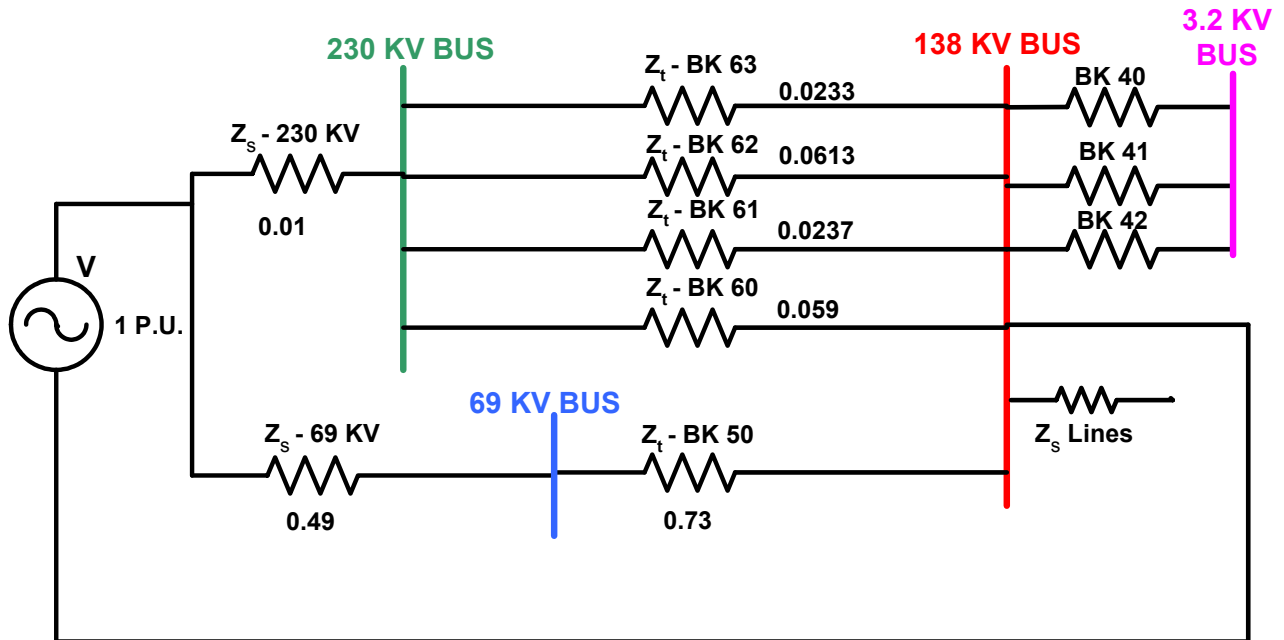 230 KV BUS
138 KV BUS
3.2 KV
BUS
Zt - BK 63
0.0233
BK 40
Zs - 230 KV
0.01
Zt - BK 62
0.0613
BK 41
Zt - BK 61
0.0237
BK 42
V
1 P.U.
Zt - BK 60
0.059
69 KV BUS
Zs - 69 KV
0.49
Zt - BK 50
0.73
Zs Lines